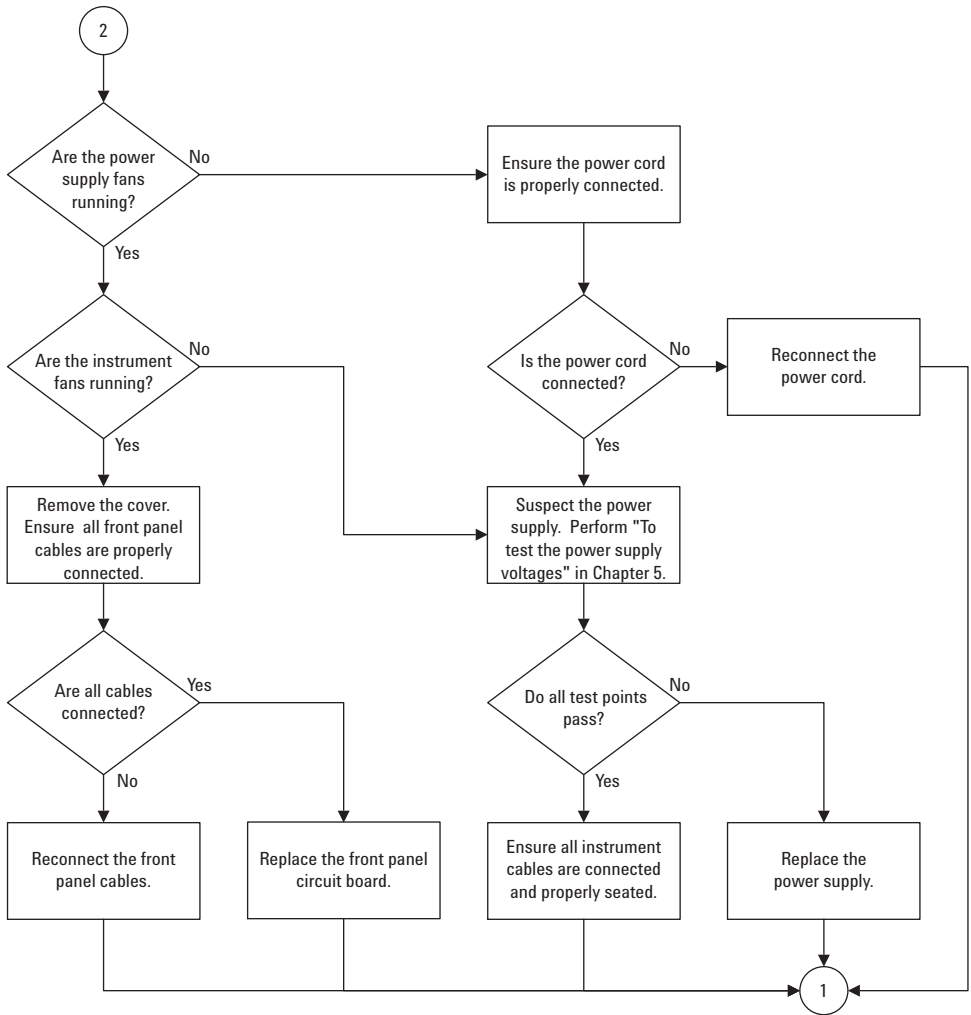 2
Are the power
supply fans
running?
No
Yes
Ensure the power cord
is properly connected.
Are the instrument
fans running?
No
Yes
Is the power cord
connected?
No
Yes
Reconnect the
power cord.
Remove the cover.
Ensure all front panel
cables are properly
connected.
Suspect the power
supply. Perform "To
test the power supply
voltages" in Chapter 5.
Are all cables
connected?
Yes
No
Do all test points
pass?
No
Yes
Reconnect the front
panel cables.
Replace the front panel
circuit board.
Ensure all instrument
cables are connected
and properly seated.
Replace the
power supply.
1